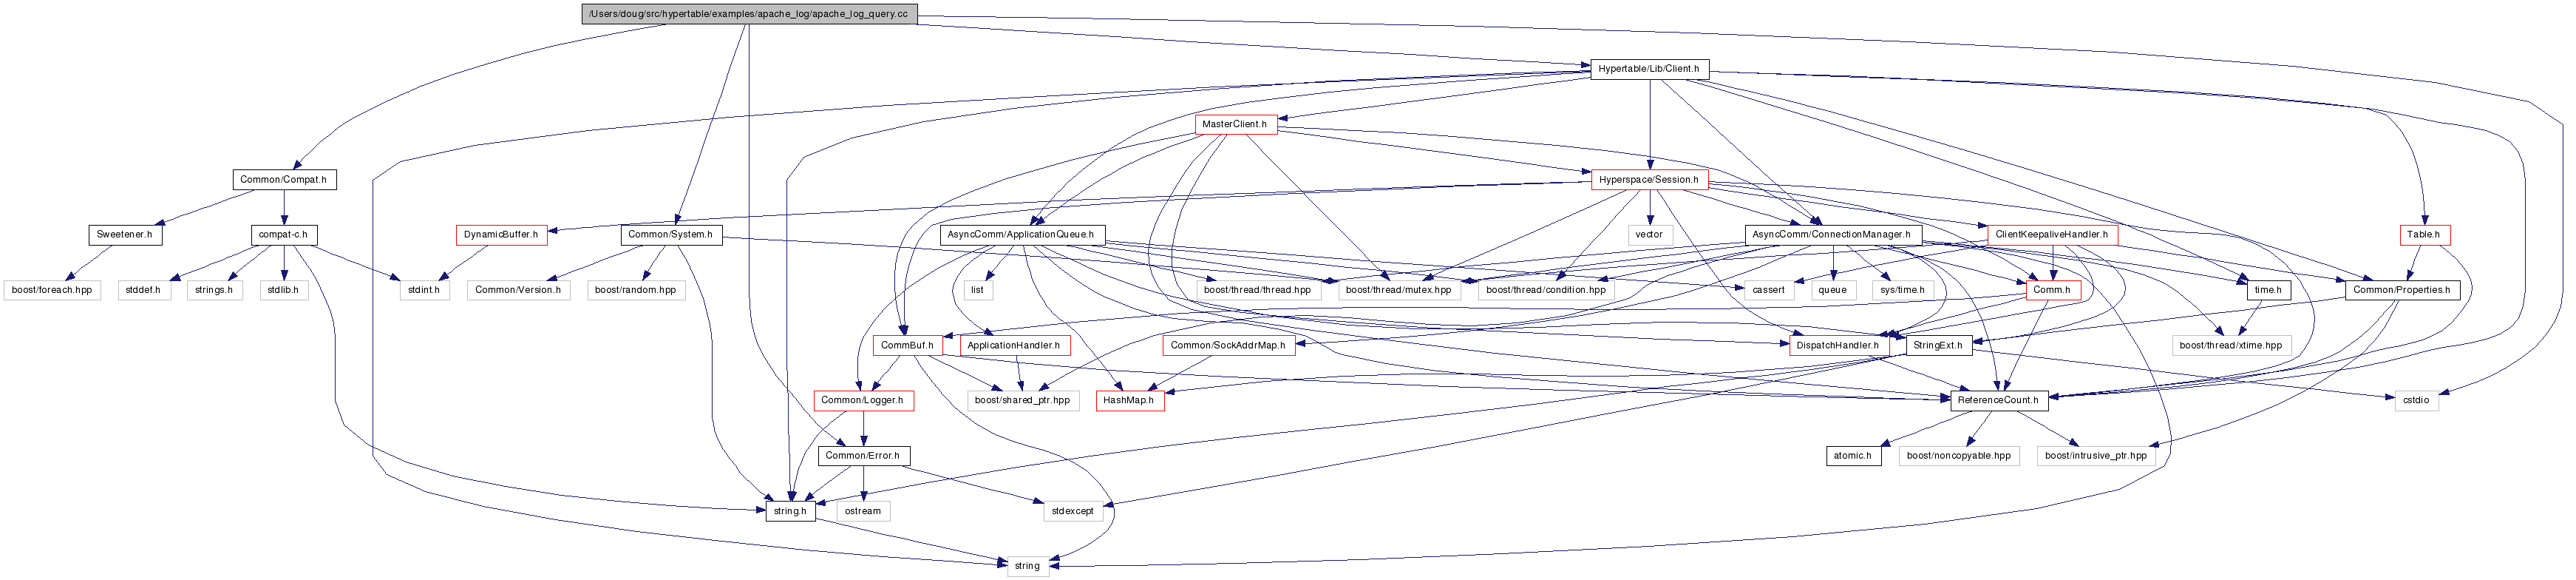 /Users/doug/src/hypertable/examples/apache_log/apache_log_query.cc
Hypertable/Lib/Client.h
MasterClient.h
Common/Compat.h
Hyperspace/Session.h
Sweetener.h
compat-c.h
DynamicBuffer.h
Common/System.h
AsyncComm/ApplicationQueue.h
vector
AsyncComm/ConnectionManager.h
ClientKeepaliveHandler.h
Table.h
boost/foreach.hpp
stddef.h
strings.h
stdlib.h
stdint.h
Common/Version.h
boost/random.hpp
list
boost/thread/thread.hpp
boost/thread/mutex.hpp
boost/thread/condition.hpp
cassert
queue
sys/time.h
Comm.h
time.h
Common/Properties.h
CommBuf.h
ApplicationHandler.h
Common/SockAddrMap.h
DispatchHandler.h
StringExt.h
boost/thread/xtime.hpp
Common/Logger.h
boost/shared_ptr.hpp
HashMap.h
ReferenceCount.h
cstdio
Common/Error.h
atomic.h
boost/noncopyable.hpp
boost/intrusive_ptr.hpp
string.h
ostream
stdexcept
string